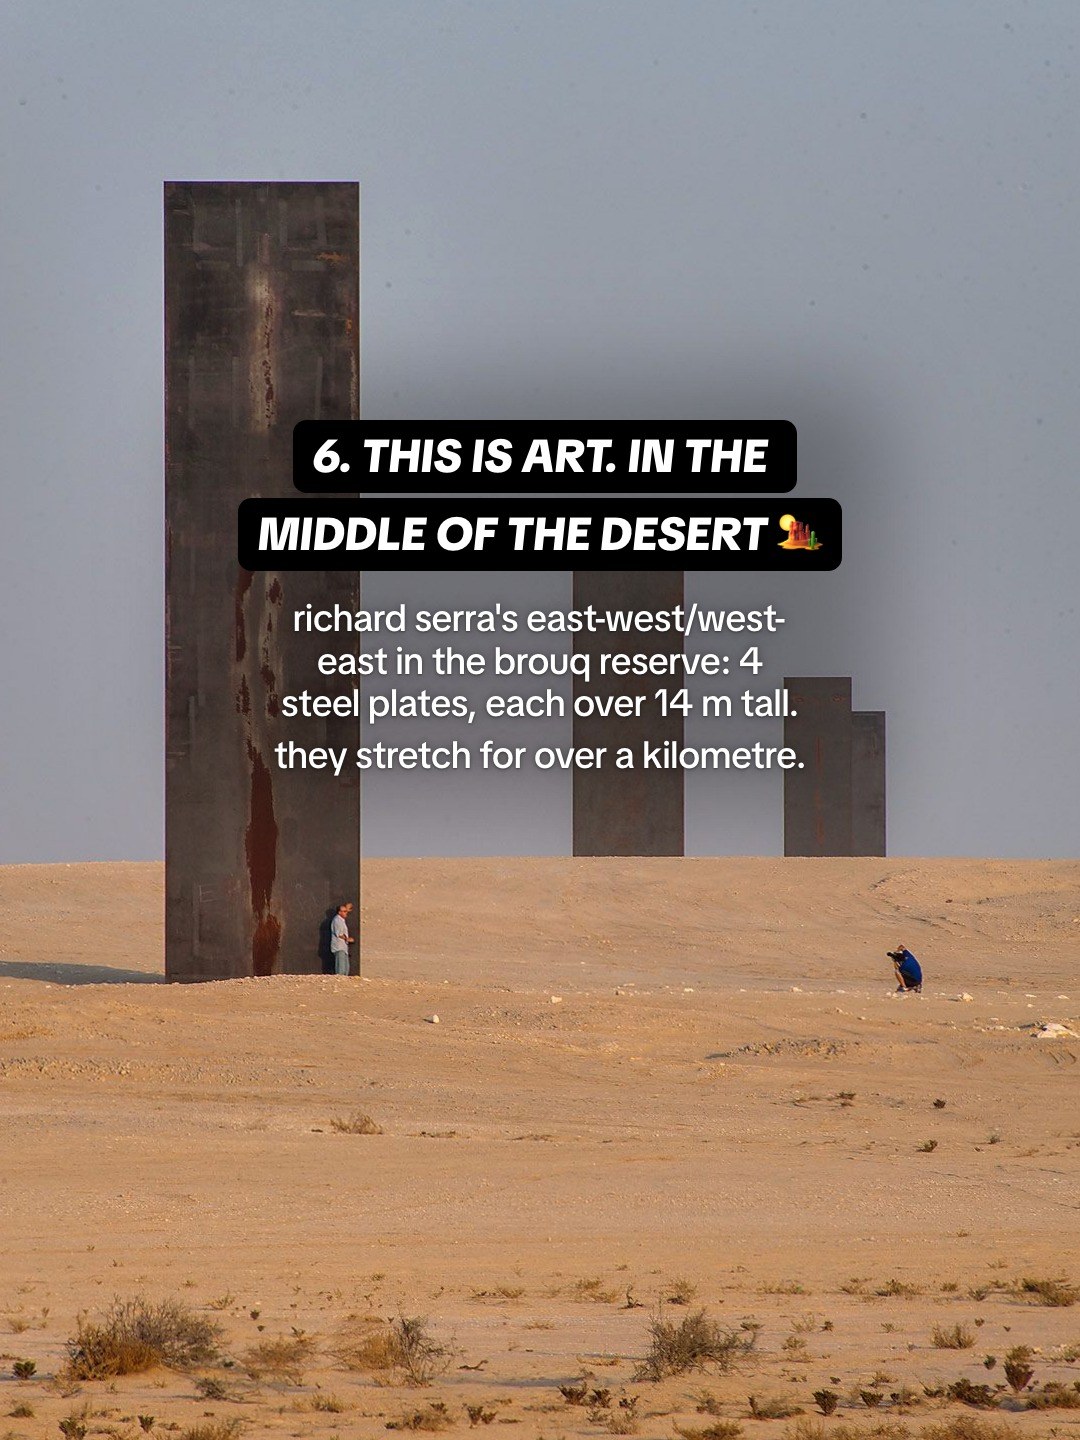 6. THIS IS ART. IN THE
MIDDLE OF THE DESERT 🏜️
richard serra's east-west/west-
east in the brouq reserve: 4
steel plates, each over 14 m tall.
they stretch for over a kilometre.